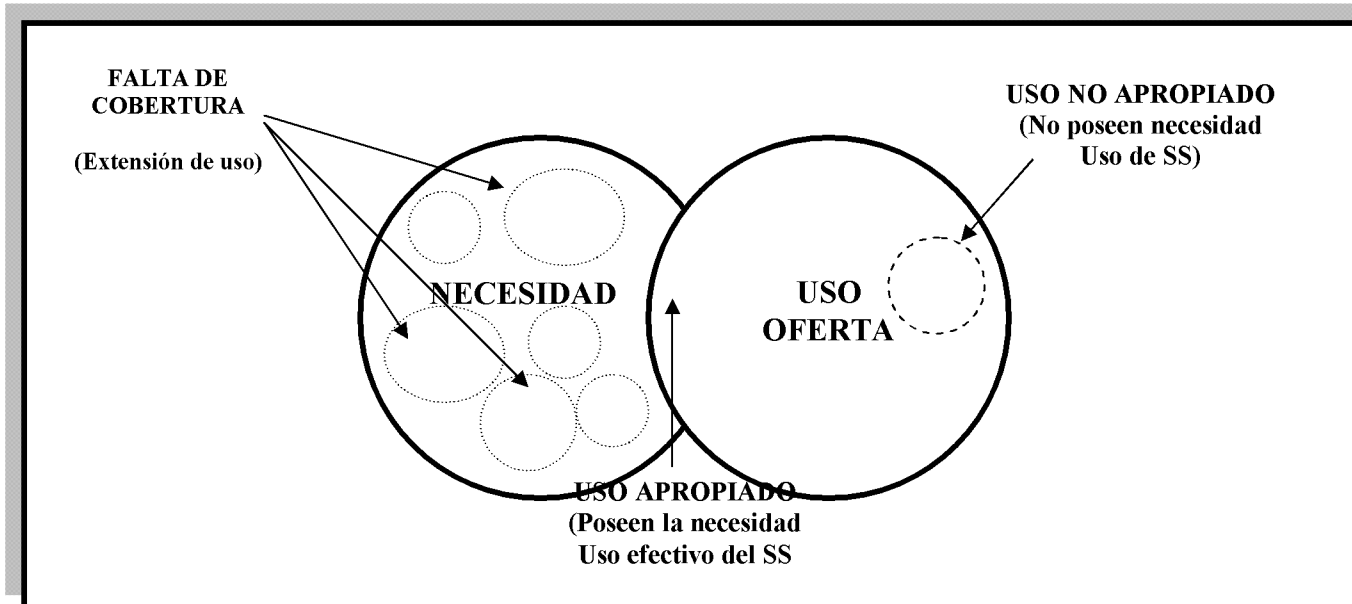 FALTA DE
COBERTURA
(Extensión de uso)
USO NO APROPIADO
(No poseen necesidad
Uso de SS)
NECESIDAD
USO
OFERTA
USO APROPIADO
(Poseen la necesidad
Uso efectivo del SS